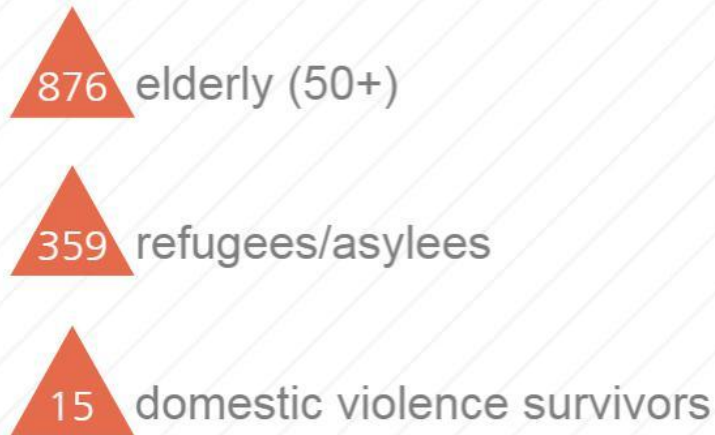 876 elderly (50+)
359 refugees/asylees
15 domestic violence survivors